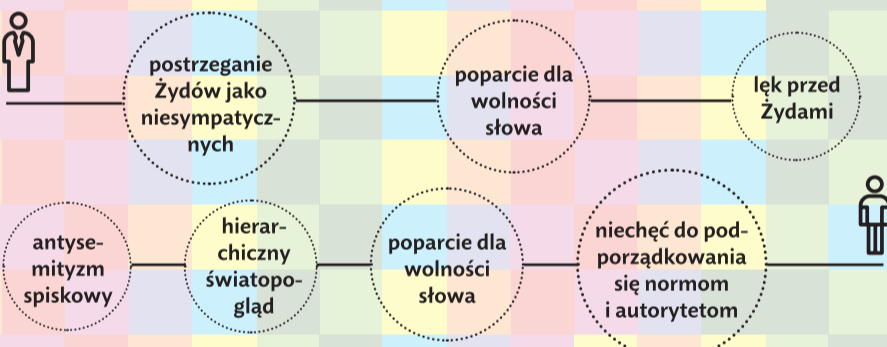 postrzeganie
Żydów jako
niesympatycz-
nych
poparcie dla
wolności
słowa
lęk przed
Żydami
antyse-
mityzm
spiskowy
hierar-
chiczny
światopo-
gląd
poparcie dla
wolności
słowa
niechęć do pod-
porządkowania
się normom
i autorytetom